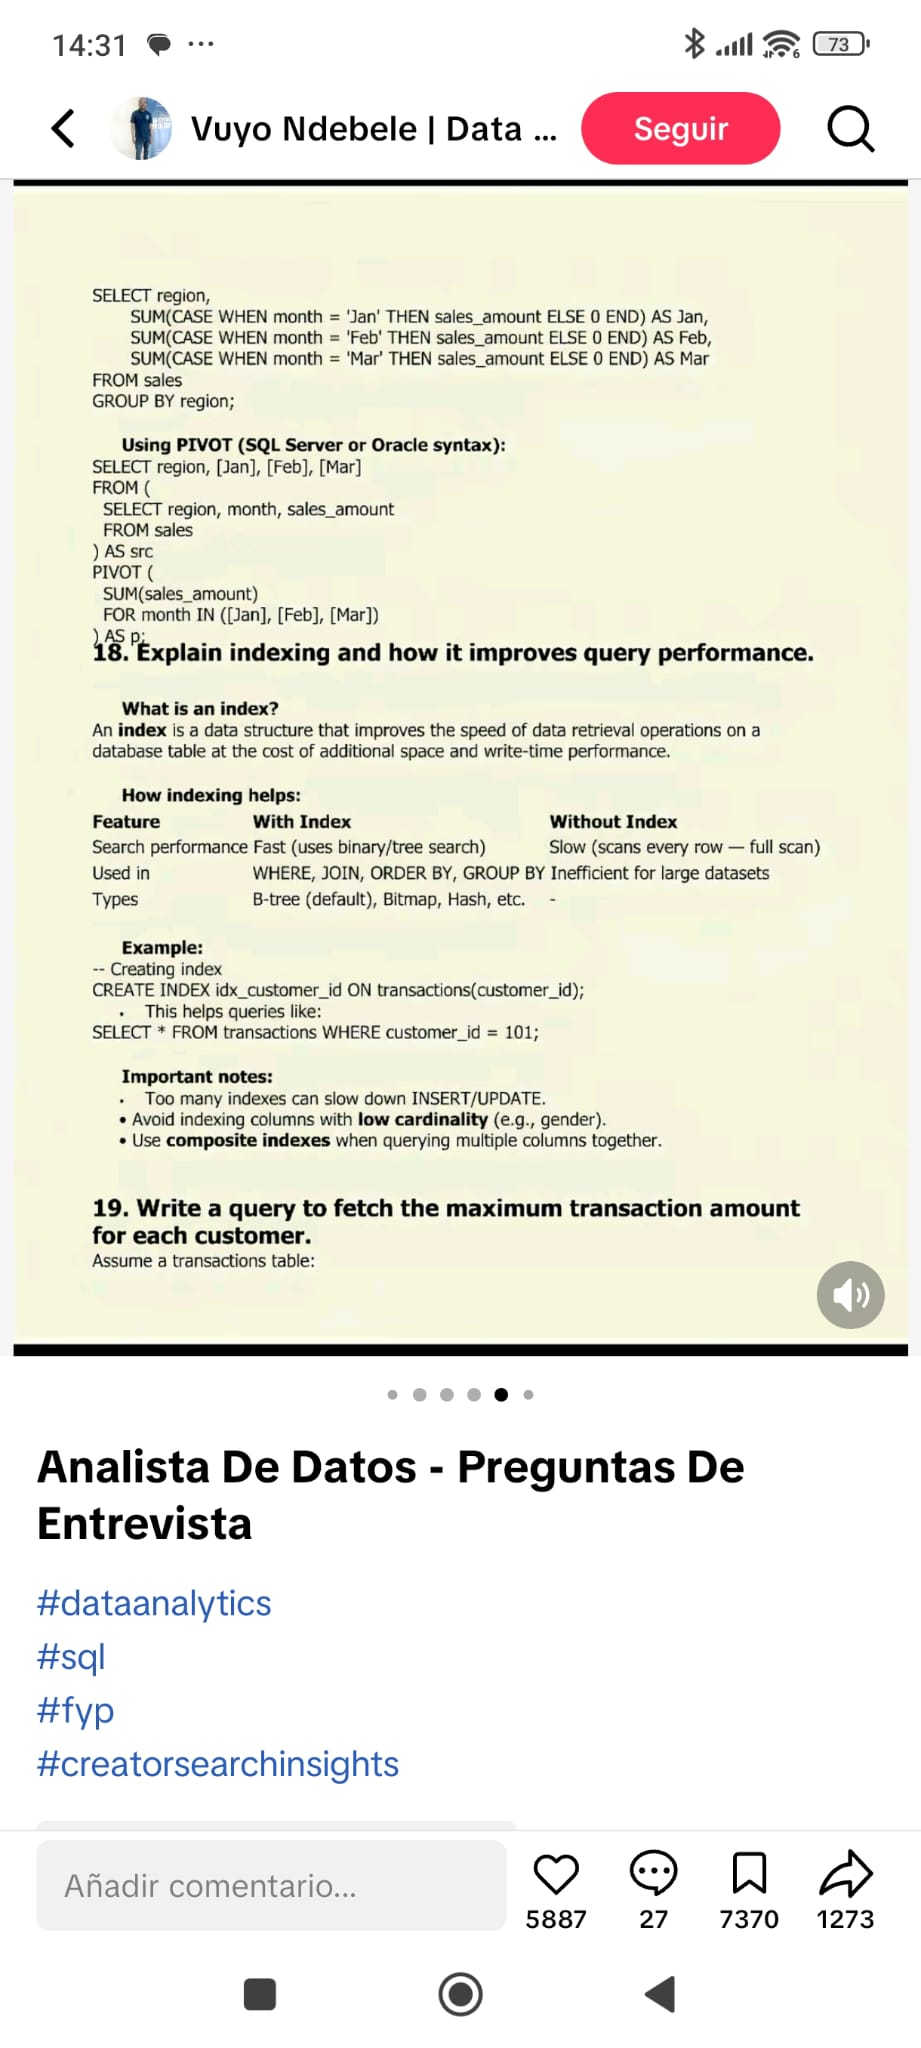 14:31
73
Vuyo Ndebele | Data ...
Seguir
SELECT region,
SUM(CASE WHEN month = 'Jan' THEN sales_amount ELSE 0 END) AS Jan,
SUM(CASE WHEN month = 'Feb' THEN sales_amount ELSE 0 END) AS Feb,
SUM(CASE WHEN month = 'Mar' THEN sales_amount ELSE 0 END) AS Mar
FROM sales
GROUP BY region;
Using PIVOT (SQL Server or Oracle syntax):
SELECT region, [Jan], [Feb], [Mar]
FROM (
SELECT region, month, sales_amount
FROM sales
) AS src
PIVOT (
SUM(sales_amount)
FOR month IN ([Jan], [Feb], [Mar])
) AS p;
18. Explain indexing and how it improves query performance.
What is an index?
An index is a data structure that improves the speed of data retrieval operations on a
database table at the cost of additional space and write-time performance.
How indexing helps:
Feature With Index Without Index
Search performance Fast (uses binary/tree search) Slow (scans every row — full scan)
Used in WHERE, JOIN, ORDER BY, GROUP BY Inefficient for large datasets
Types B-tree (default), Bitmap, Hash, etc. -
Example:
-- Creating index
CREATE INDEX idx_customer_id ON transactions(customer_id);
• This helps queries like:
SELECT * FROM transactions WHERE customer_id = 101;
Important notes:
• Too many indexes can slow down INSERT/UPDATE.
• Avoid indexing columns with low cardinality (e.g., gender).
• Use composite indexes when querying multiple columns together.
19. Write a query to fetch the maximum transaction amount
for each customer.
Assume a transactions table:
Analista De Datos - Preguntas De
Entrevista
#dataanalytics
#sql
#fyp
#creatorsearchinsights
Añadir comentario...
5887
27
7370
1273